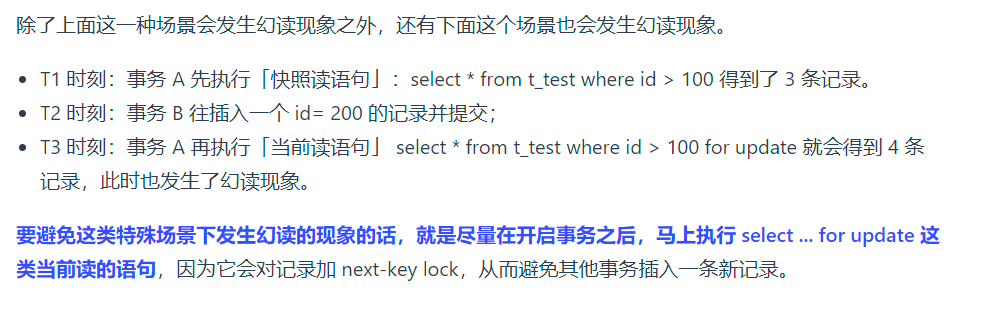 除了上面这一种场景会发生幻读现象之外，还有下面这个场景也会发生幻读现象。
• T1 时刻：事务 A 先执行「快照读语句」：select * from t_test where id > 100 得到了 3 条记录。
• T2 时刻：事务 B 往插入一个 id= 200 的记录并提交；
• T3 时刻：事务 A 再执行「当前读语句」 select * from t_test where id > 100 for update 就会得到 4 条
记录，此时也发生了幻读现象。
要避免这类特殊场景下发生幻读的现象的话，就是尽量在开启事务之后，马上执行 select ... for update 这
类当前读的语句，因为它会对记录加 next-key lock，从而避免其他事务插入一条新记录。